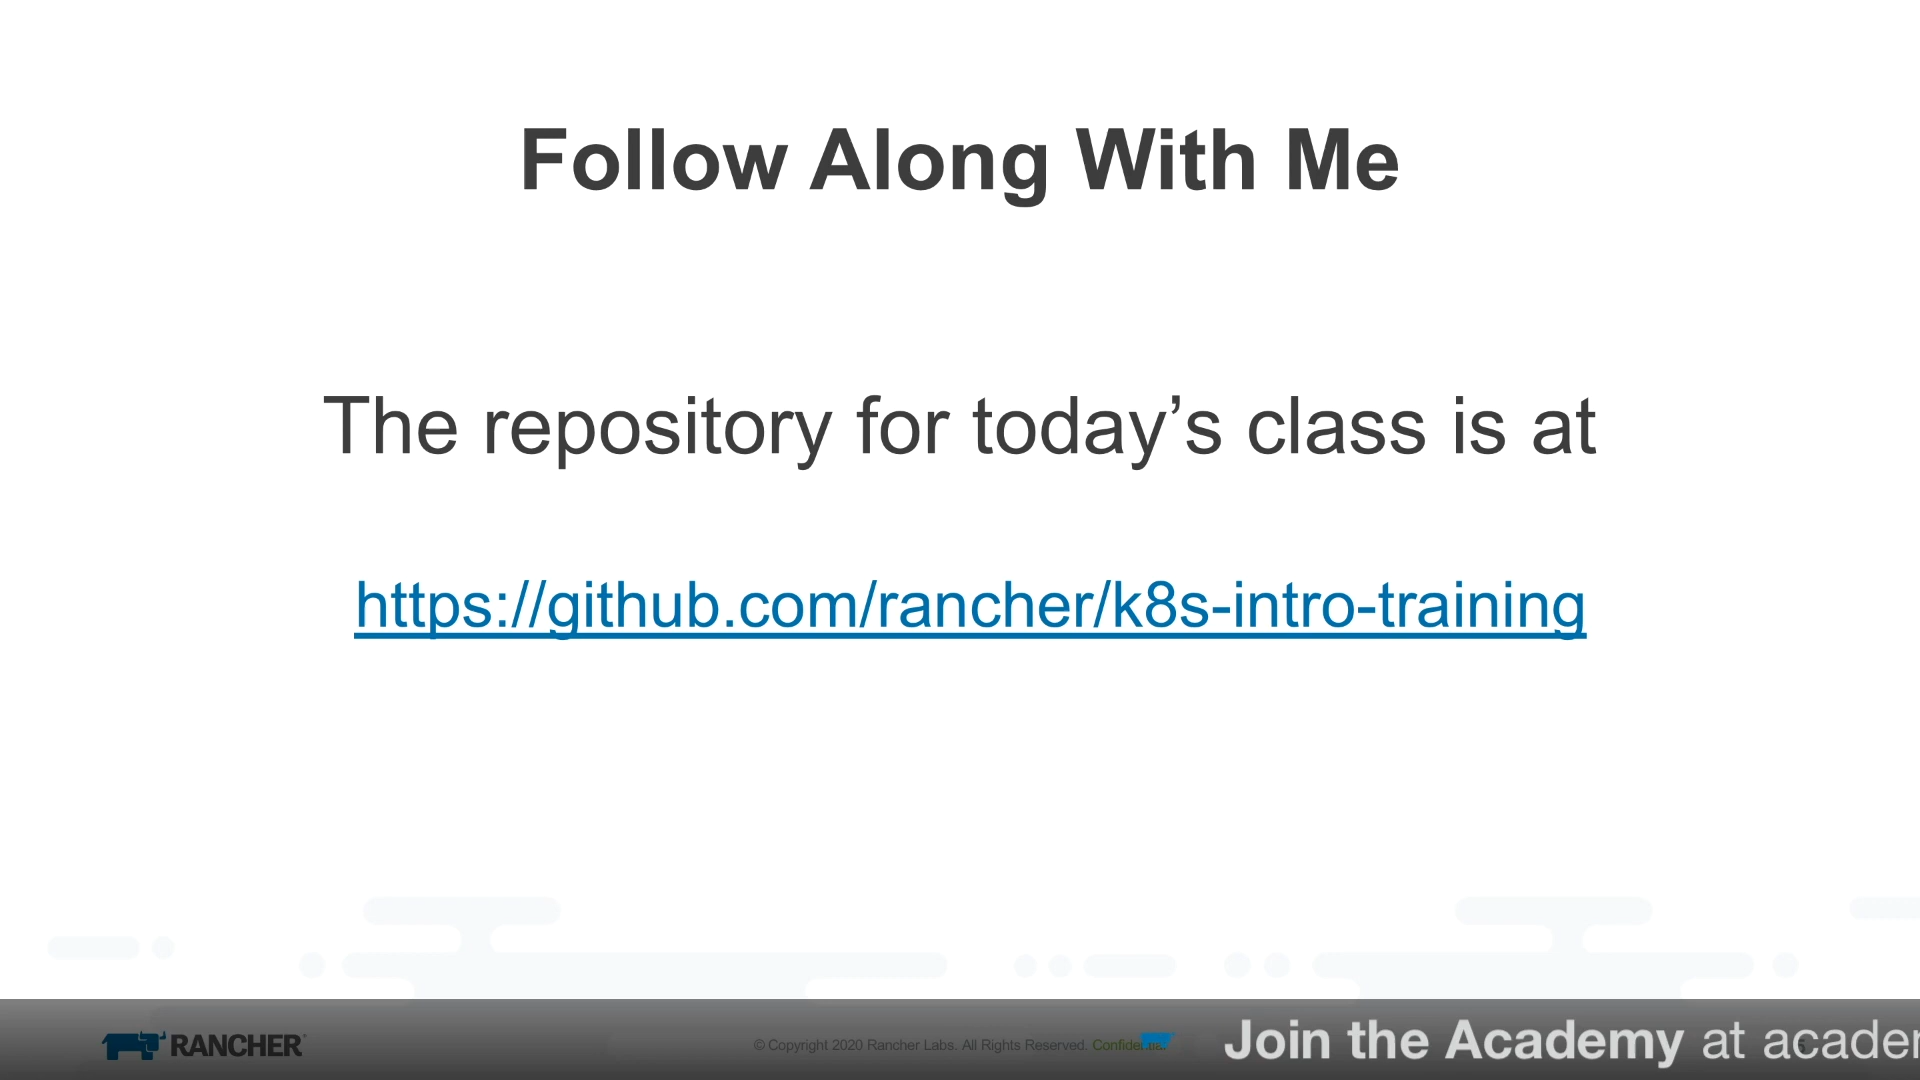 Follow Along With Me
The repository for today’s class is at
https://github.com/rancher/k8s-intro-training
RANCHER
© Copyright 2020 Rancher Labs. All Rights Reserved. Confidential
Join the Academy at